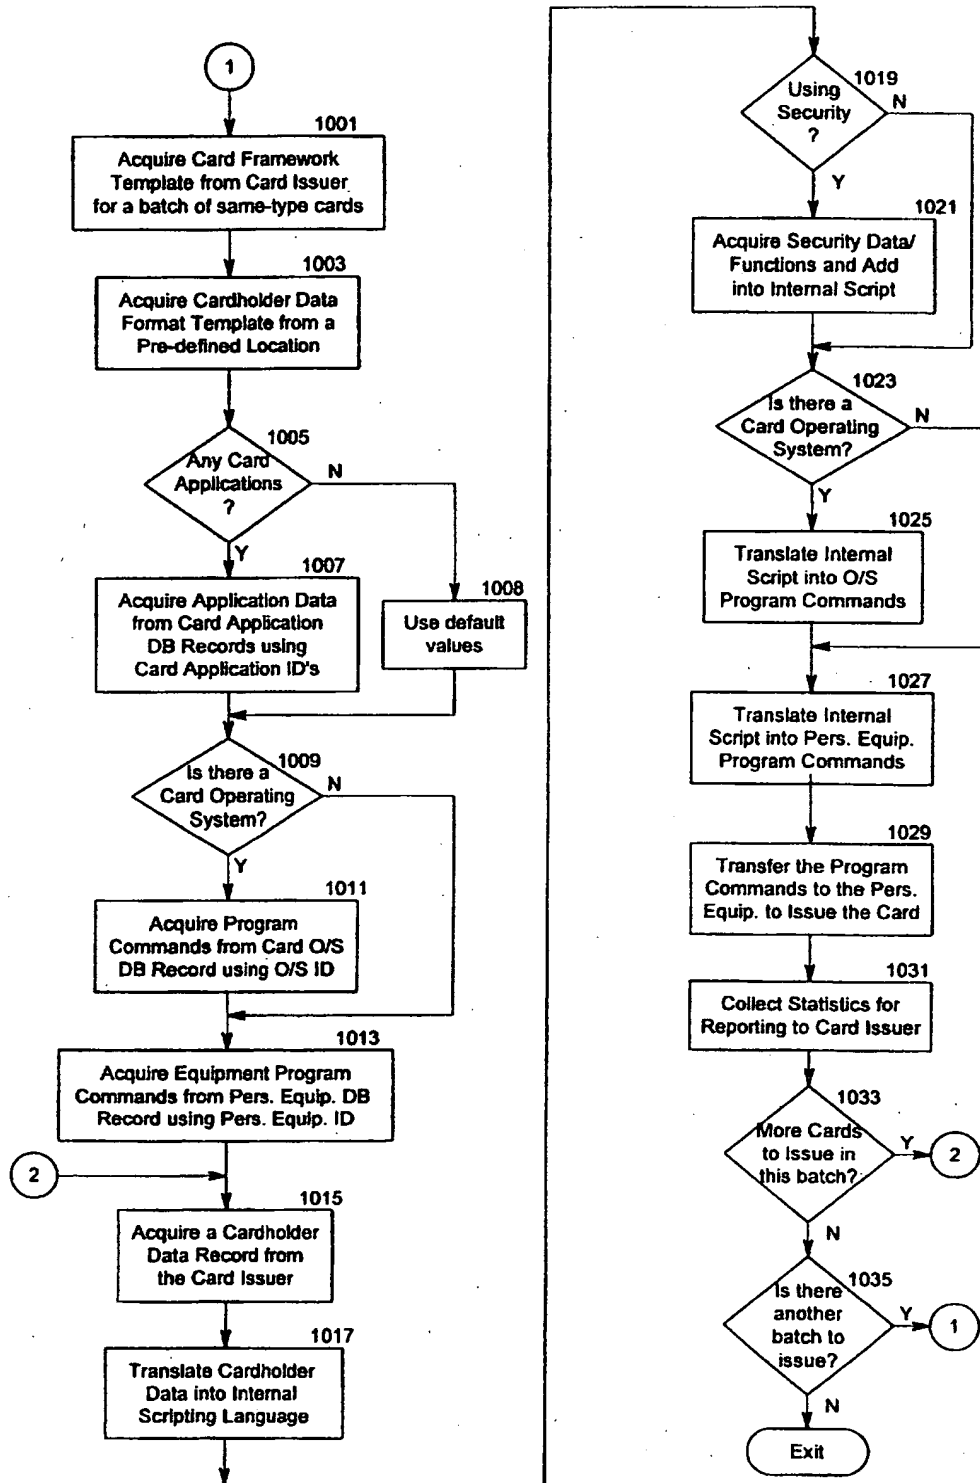 1
1001
Acquire Card Framework
Template from Card Issuer
for a batch of same-type cards
1003
Acquire Cardholder Data
Format Template from a
Pre-defined Location
1005
Any Card
Applications
?
N
Y
1007
Acquire Application Data
from Card Application
DB Records using
Card Application ID's
1008
Use default
values
1009
Is there a
Card Operating
System?
N
Y
1011
Acquire Program
Commands from Card O/S
DB Record using O/S ID
1013
Acquire Equipment Program
Commands from Pers. Equip. DB
Record using Pers. Equip. ID
2
1015
Acquire a Cardholder
Data Record from
the Card Issuer
1017
Translate Cardholder
Data into Internal
Scripting Language
1019
Using
Security
?
N
Y
1021
Acquire Security Data/
Functions and Add
into Internal Script
1023
Is there a
Card Operating
System?
N
Y
1025
Translate Internal
Script into O/S
Program Commands
1027
Translate Internal
Script into Pers. Equip.
Program Commands
1029
Transfer the Program
Commands to the Pers.
Equip. to Issue the Card
1031
Collect Statistics for
Reporting to Card Issuer
1033
More Cards
to Issue in
this batch?
Y
2
N
1035
Is there
another
batch to
issue?
Y
1
N
Exit